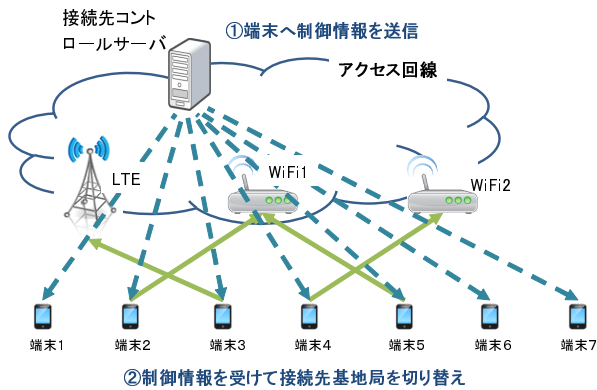 接続先コント
ロールサーバ
①端末へ制御情報を送信
アクセス回線
LTE
WiFi1
WiFi2
端末1
端末2
端末3
端末4
端末5
端末6
端末7
②制御情報を受けて接続先基地局を切り替え